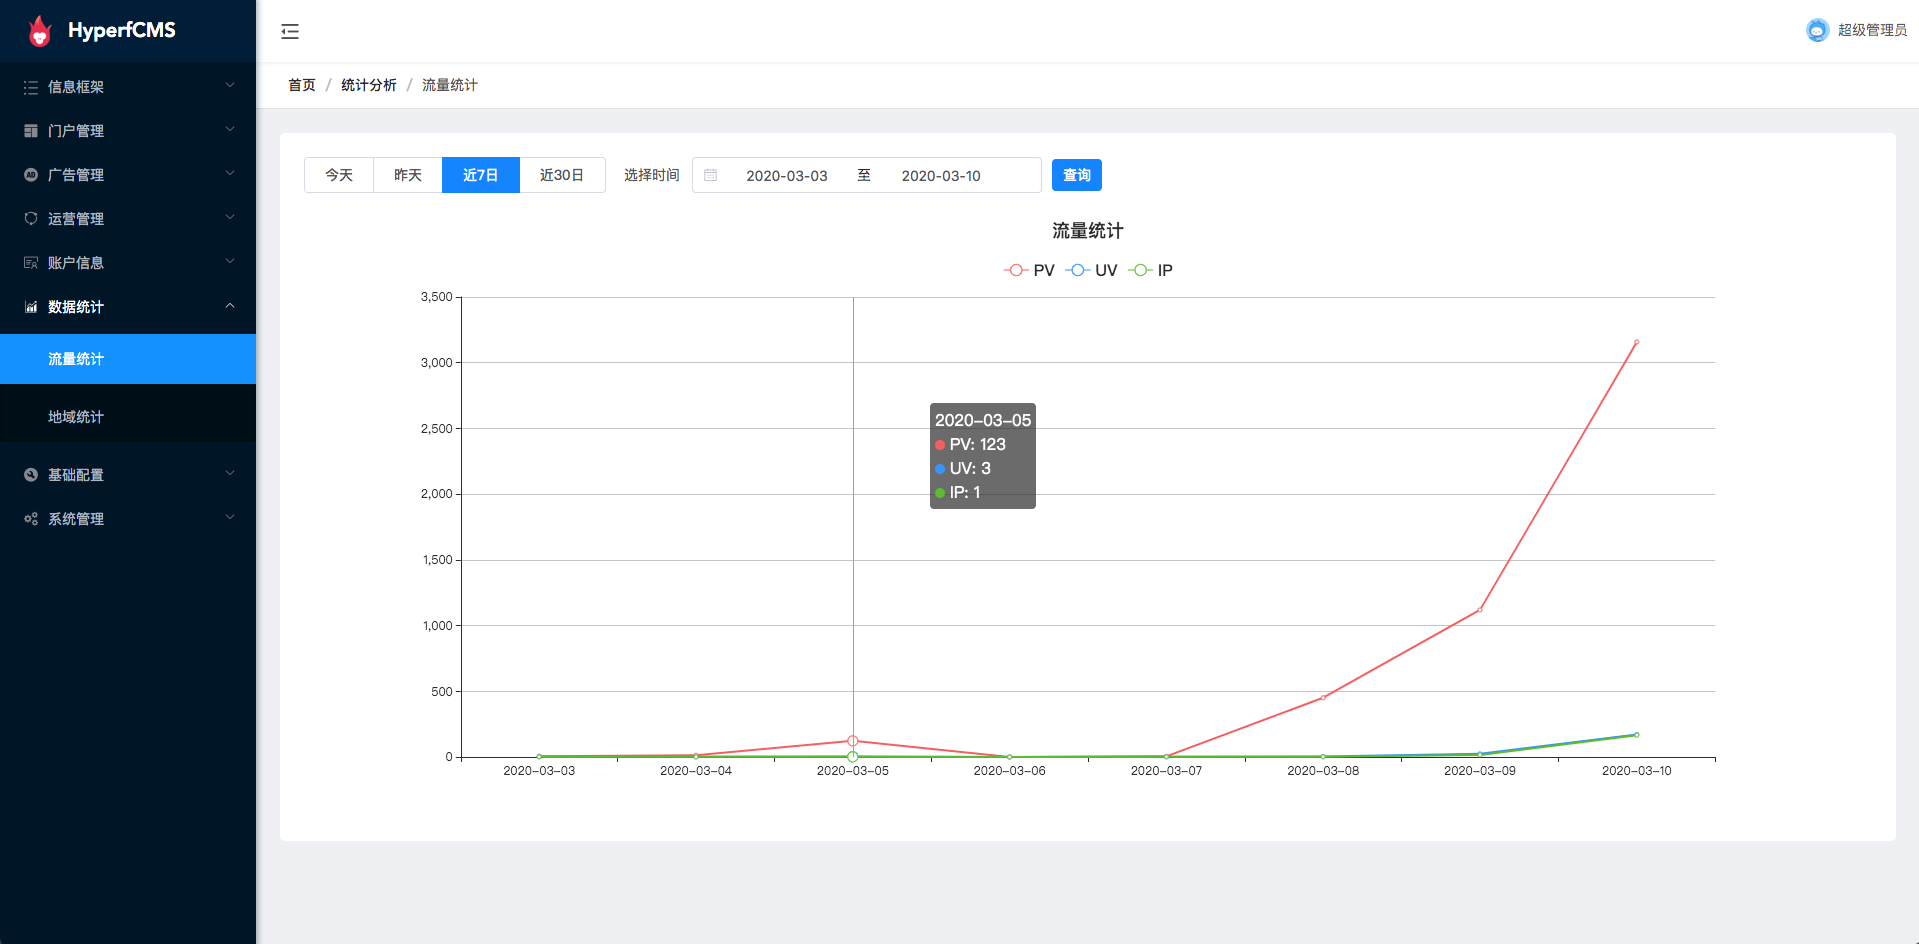 HyperfCMS
超级管理员
信息框架
门户管理
广告管理
运营管理
账户信息
数据统计
流量统计
地域统计
基础配置
系统管理
首页 / 统计分析 / 流量统计
今天 昨天 近7日 近30日 选择时间 2020-03-03 至 2020-03-10 查询
流量统计
PV UV IP
3,500
3,000
2,500
2,000
1,500
1,000
500
0
2020-03-05
PV: 123
UV: 3
IP: 1
2020-03-03 2020-03-04 2020-03-05 2020-03-06 2020-03-07 2020-03-08 2020-03-09 2020-03-10